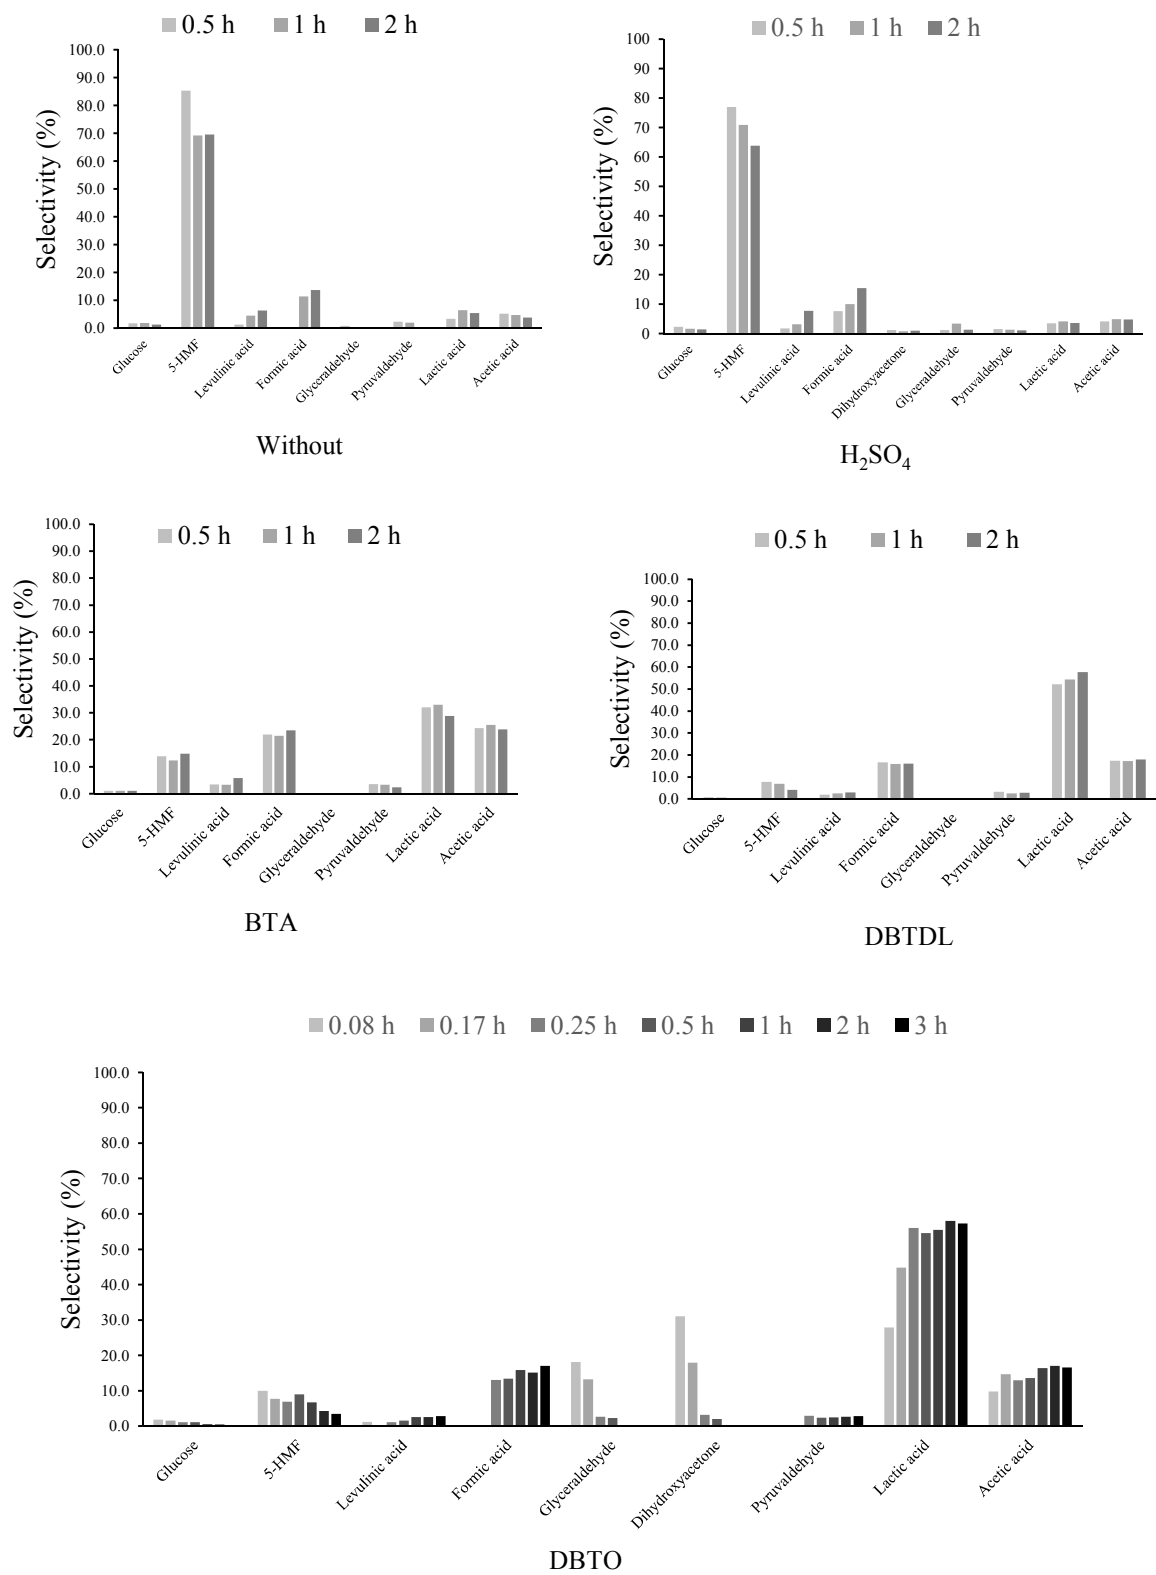 0.5 h 1 h 2 h
100.0
90.0
80.0
70.0
60.0
50.0
40.0
30.0
20.0
10.0
0.0
Selectivity (%)
Glucose
5-HMF
Levulinic acid
Formic acid
Glyceraldehyde
Pyruvaldehyde
Lactic acid
Acetic acid
Without
0.5 h 1 h 2 h
100
90
80
70
60
50
40
30
20
10
0
Selectivity (%)
Glucose
5-HMF
Levulinic acid
Formic acid
Dihydroxyacetone
Glyceraldehyde
Pyruvaldehyde
Lactic acid
Acetic acid
H₂SO₄
0.5 h 1 h 2 h
100.0
90.0
80.0
70.0
60.0
50.0
40.0
30.0
20.0
10.0
0.0
Selectivity (%)
Glucose
5-HMF
Levulinic acid
Formic acid
Glyceraldehyde
Pyruvaldehyde
Lactic acid
Acetic acid
BTA
0.5 h 1 h 2 h
100.0
90.0
80.0
70.0
60.0
50.0
40.0
30.0
20.0
10.0
0.0
Selectivity (%)
Glucose
5-HMF
Levulinic acid
Formic acid
Glyceraldehyde
Pyruvaldehyde
Lactic acid
Acetic acid
DBTDL
0.08 h 0.17 h 0.25 h 0.5 h 1 h 2 h 3 h
100.0
90.0
80.0
70.0
60.0
50.0
40.0
30.0
20.0
10.0
0.0
Selectivity (%)
Glucose
5-HMF
Levulinic acid
Formic acid
Glyceraldehyde
Dihydroxyacetone
Pyruvaldehyde
Lactic acid
Acetic acid
DBTO